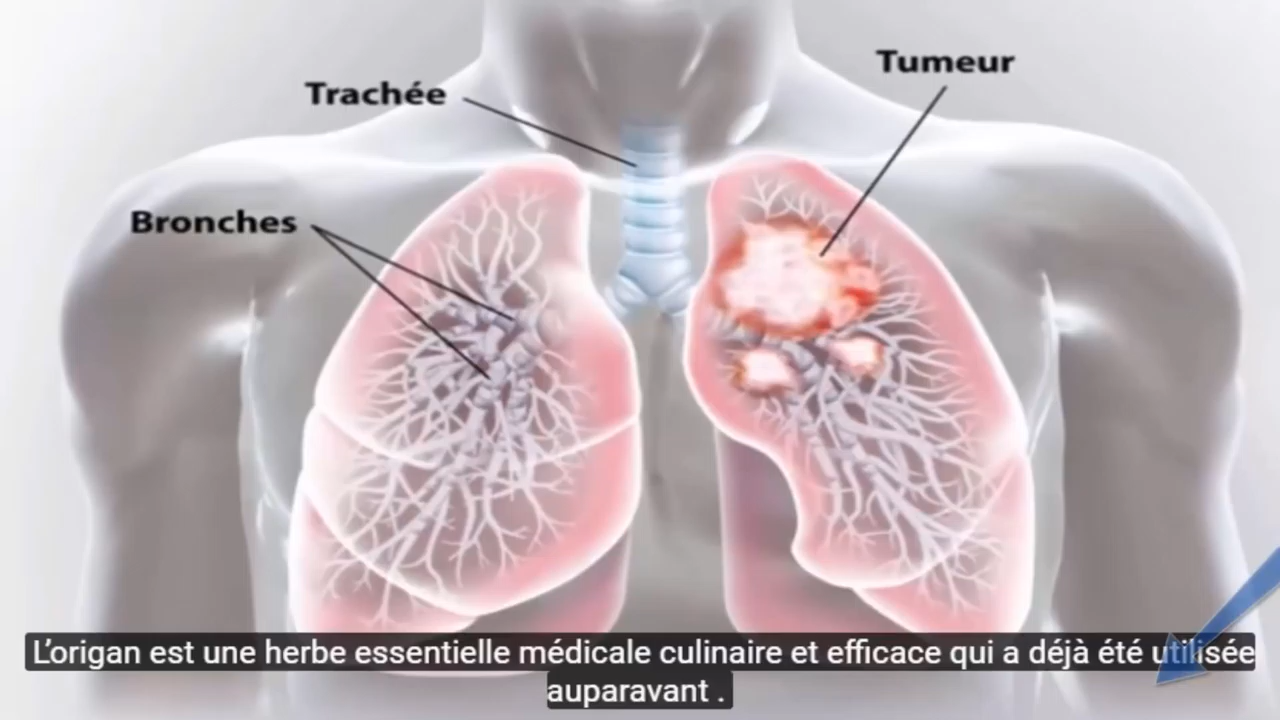 Tumeur
Trachée
Bronches
L’origan est une herbe essentielle médicale culinaire et efficace qui a déjà été utilisée
auparavant .